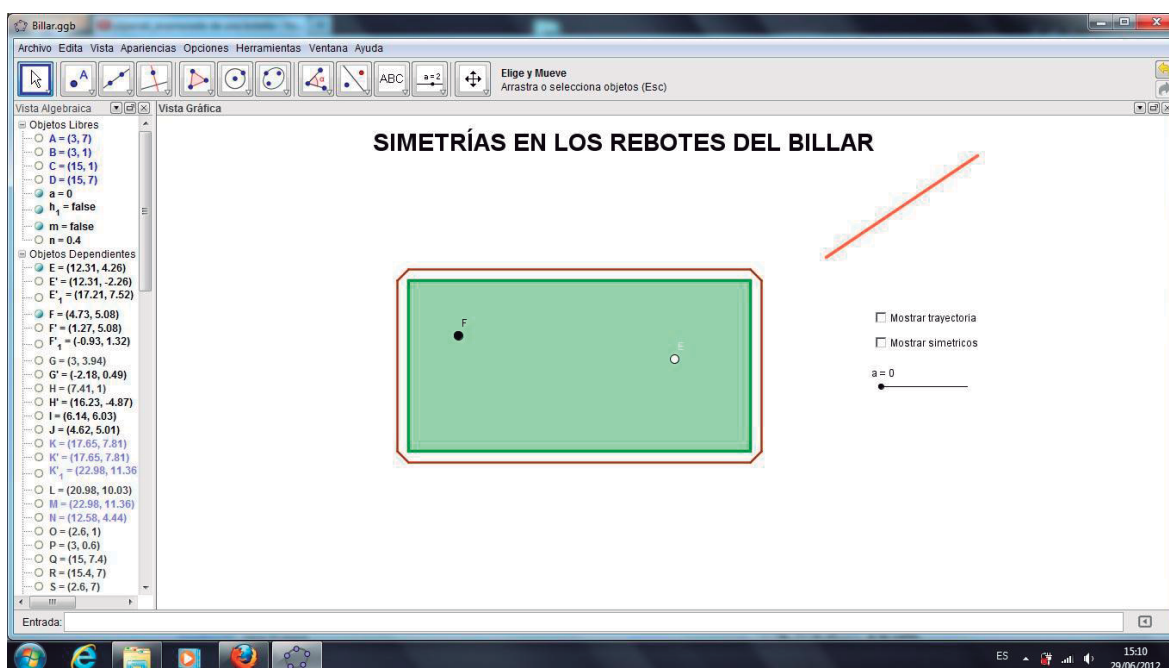 Billar.ggb
Archivo Edita Vista Apariencias Opciones Herramientas Ventana Ayuda
A
ABC
a=2
Elige y Mueve
Arrastra o selecciona objetos (Esc)
Vista Algebraica
Vista Gráfica
Objetos Libres
A = (3, 7)
B = (3, 1)
C = (15, 1)
D = (15, 7)
a = 0
h₁ = false
m = false
n = 0.4
Objetos Dependientes
E = (12.31, 4.26)
E' = (12.31, -2.26)
E'₁ = (17.21, 7.52)
F = (4.73, 5.08)
F' = (1.27, 5.08)
F'₁ = (-0.93, 1.32)
G = (3, 3.94)
G' = (-2.18, 0.49)
H = (7.41, 1)
H' = (16.23, -4.87)
I = (6.14, 6.03)
J = (4.62, 5.01)
K = (17.65, 7.81)
K' = (17.65, 7.81)
K'₁ = (22.98, 11.36
L = (20.98, 10.03)
M = (22.98, 11.36)
N = (12.58, 4.44)
O = (2.6, 1)
P = (3, 0.6)
Q = (15, 7.4)
R = (15.4, 7)
S = (2.6, 7)
SIMETRÍAS EN LOS REBOTES DEL BILLAR
F
E
Mostrar trayectoria
Mostrar simetricos
a = 0
Entrada:
ES
15:10